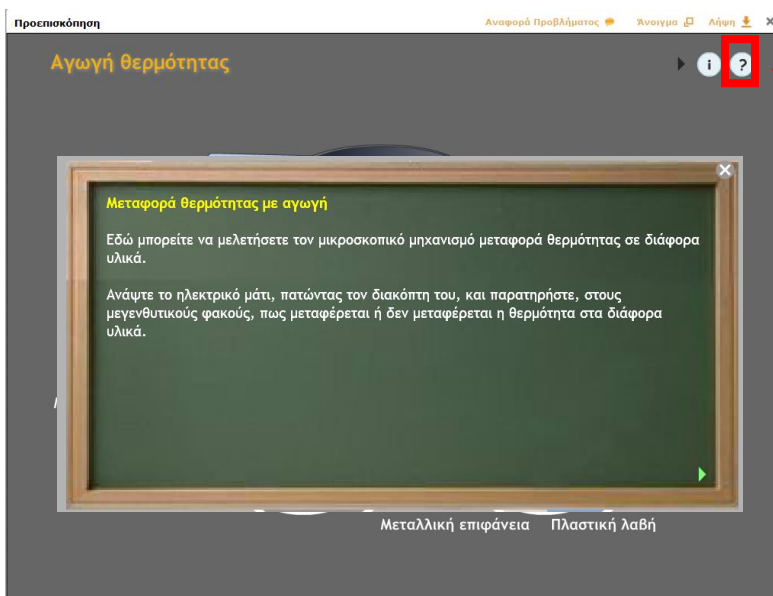 Προεπισκόπηση
Αναφορά Προβλήματος Άνοιγμα Λήψη
Αγωγή θερμότητας
i ?
Μεταφορά θερμότητας με αγωγή
Εδώ μπορείτε να μελετήσετε τον μικροσκοπικό μηχανισμό μεταφορά θερμότητας σε διάφορα
υλικά.
Ανάψτε το ηλεκτρικό μάτι, πατώντας τον διακόπτη του, και παρατηρήστε, στους
μεγενθυτικούς φακούς, πως μεταφέρεται ή δεν μεταφέρεται η θερμότητα στα διάφορα
υλικά.
Μεταλλική επιφάνεια Πλαστική λαβή